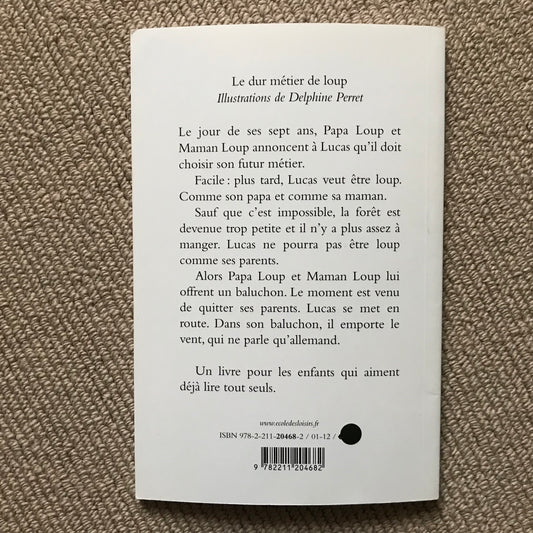 Le dur métier de loup
Illustrations de Delphine Perret
Le jour de ses sept ans, Papa Loup et
Maman Loup annoncent à Lucas qu'il doit
choisir son futur métier.
Facile : plus tard, Lucas veut être loup.
Comme son papa et comme sa maman.
Sauf que c'est impossible, la forêt est
devenue trop petite et il n'y a plus assez à
manger. Lucas ne pourra pas être loup
comme ses parents.
Alors Papa Loup et Maman Loup lui
offrent un baluchon. Le moment est venu
de quitter ses parents. Lucas se met en
route. Dans son baluchon, il emporte le
vent, qui ne parle qu'allemand.
Un livre pour les enfants qui aiment
déjà lire tout seuls.
www.ecoledesloisirs.fr
ISBN 978-2-211-20468-2 / 01-12 /
9 782211 204682